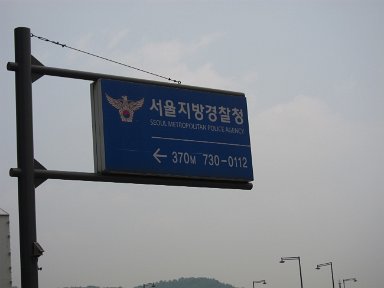 서울지방경찰청
SEOUL METROPOLITAN POLICE AGENCY
← 370M 730-0112